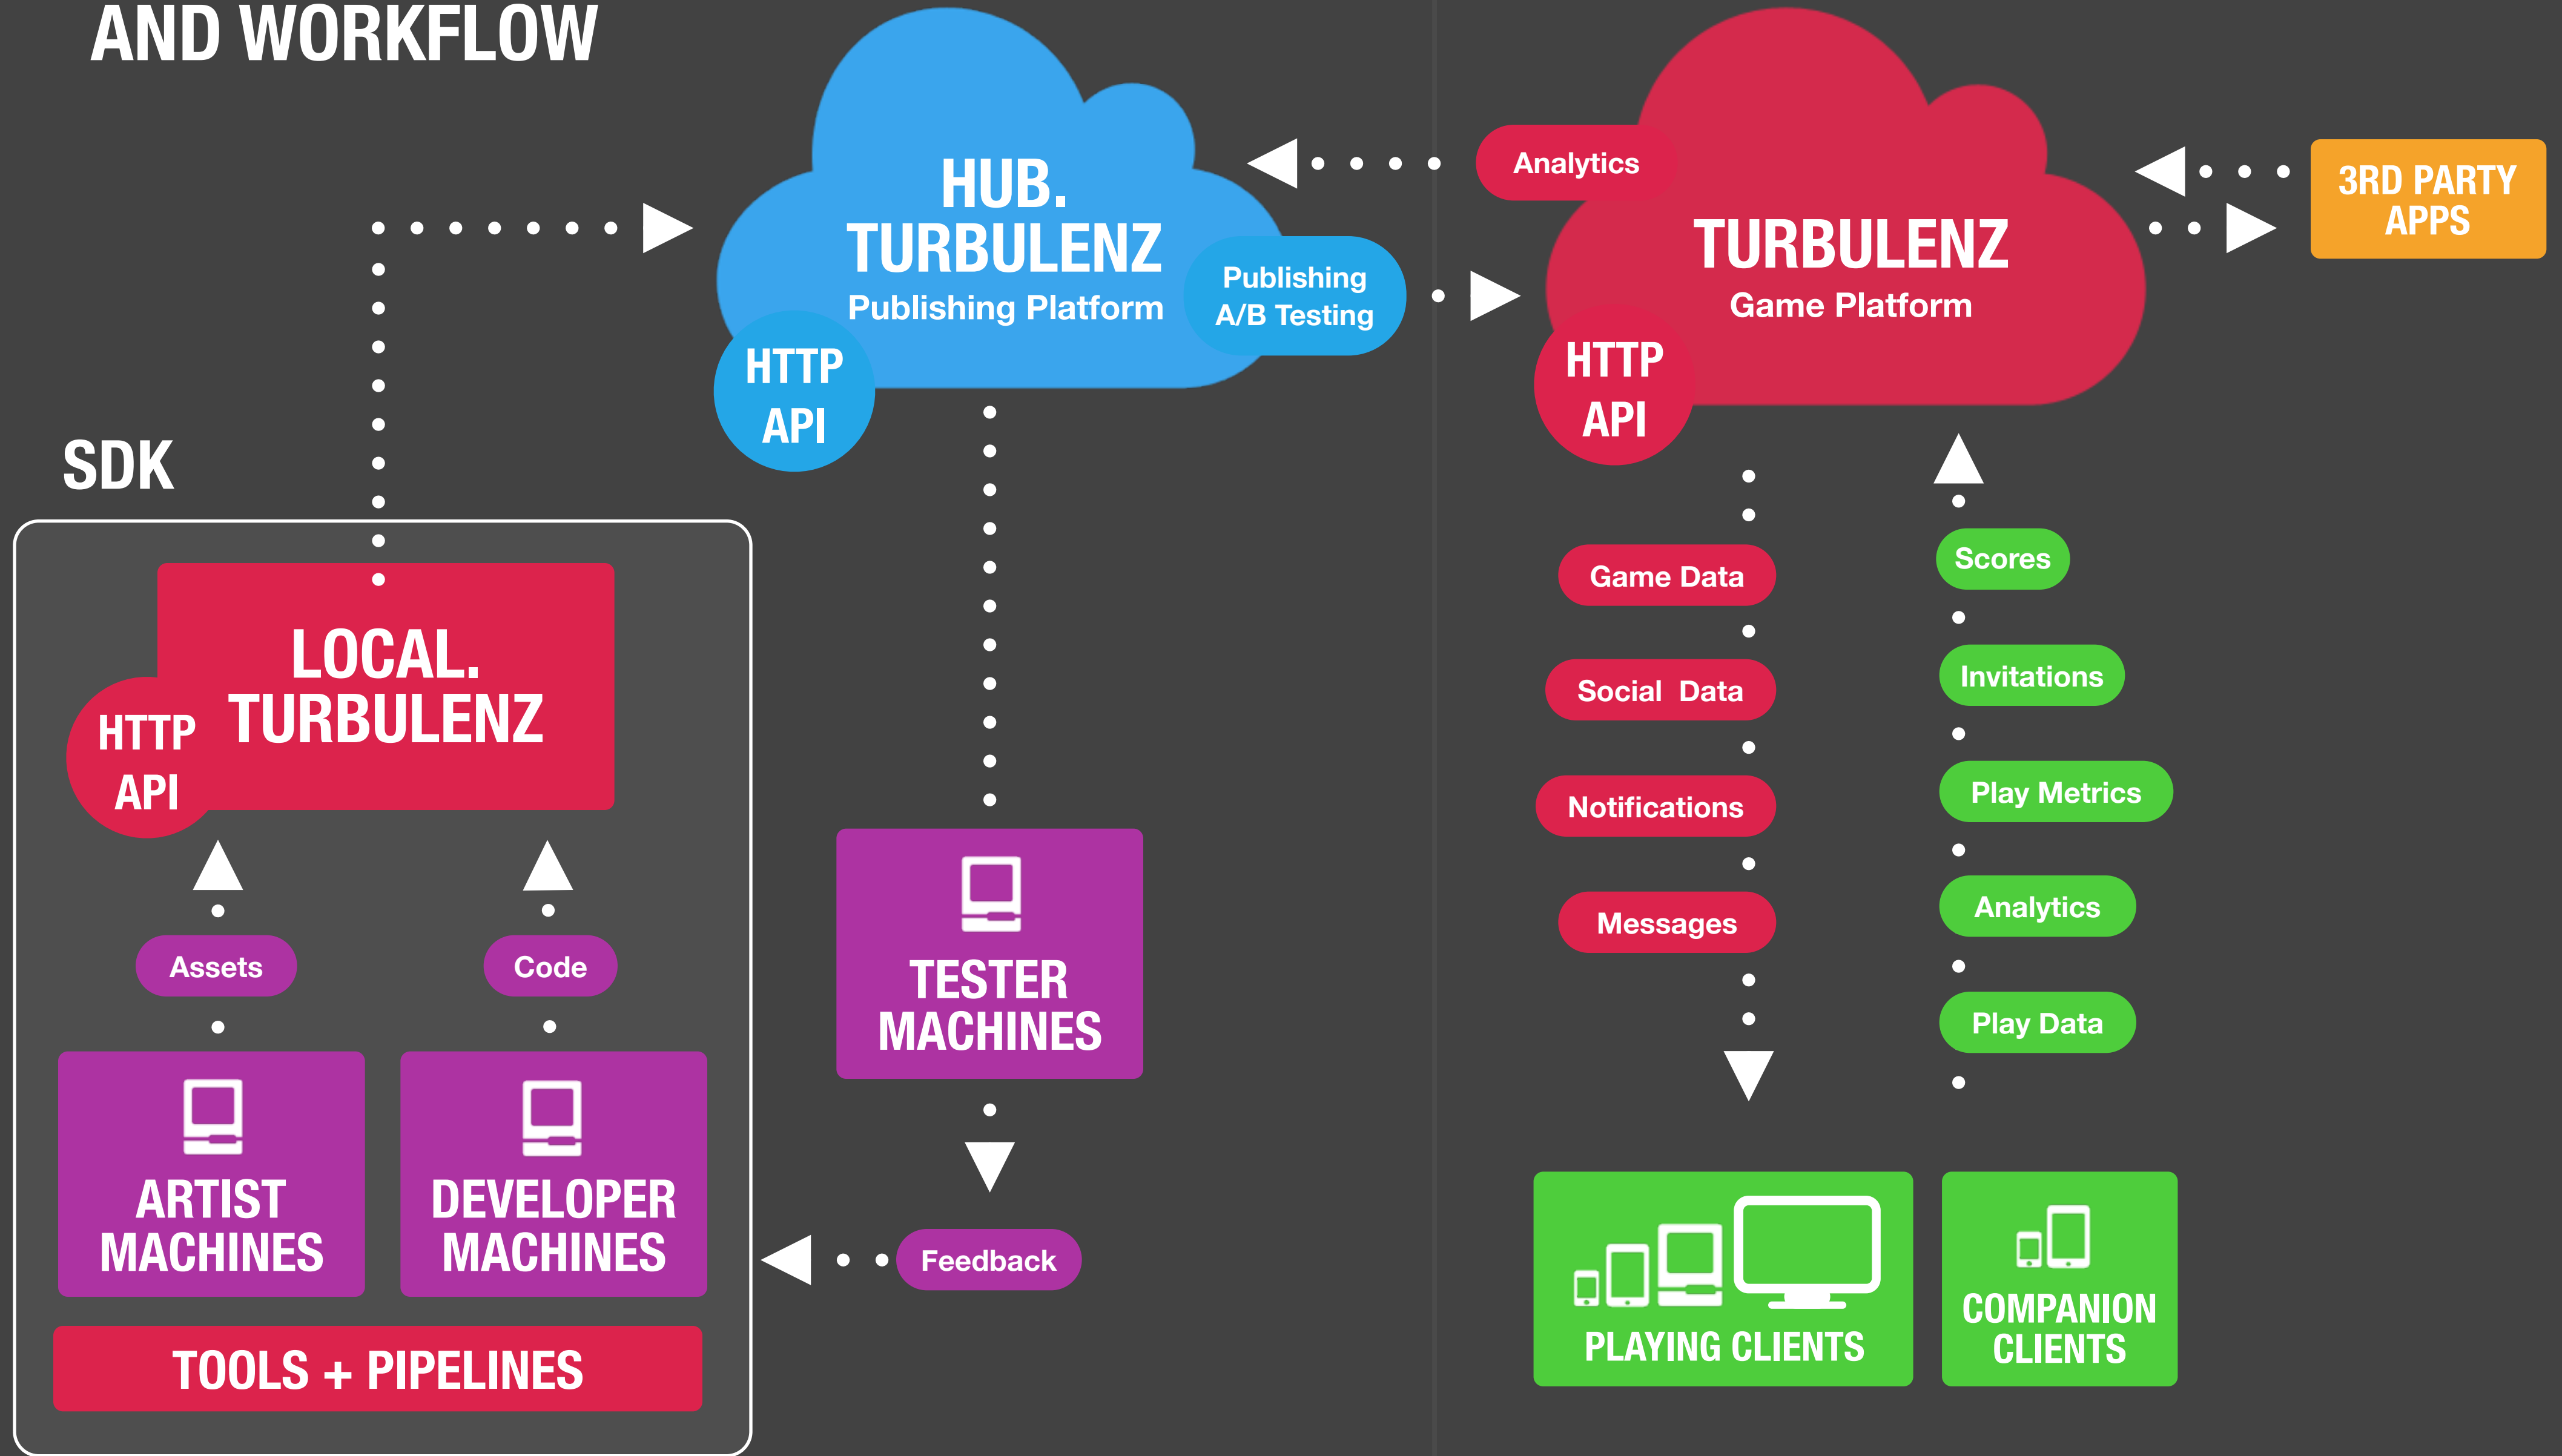 AND WORKFLOW
HUB.
TURBULENZ
Publishing Platform
HTTP
API
Publishing
A/B Testing
Analytics
TURBULENZ
Game Platform
HTTP
API
3RD PARTY
APPS
SDK
LOCAL.
TURBULENZ
HTTP
API
Assets
Code
ARTIST
MACHINES
DEVELOPER
MACHINES
TOOLS + PIPELINES
TESTER
MACHINES
Feedback
Game Data
Social  Data
Notifications
Messages
Scores
Invitations
Play Metrics
Analytics
Play Data
PLAYING CLIENTS
COMPANION
CLIENTS